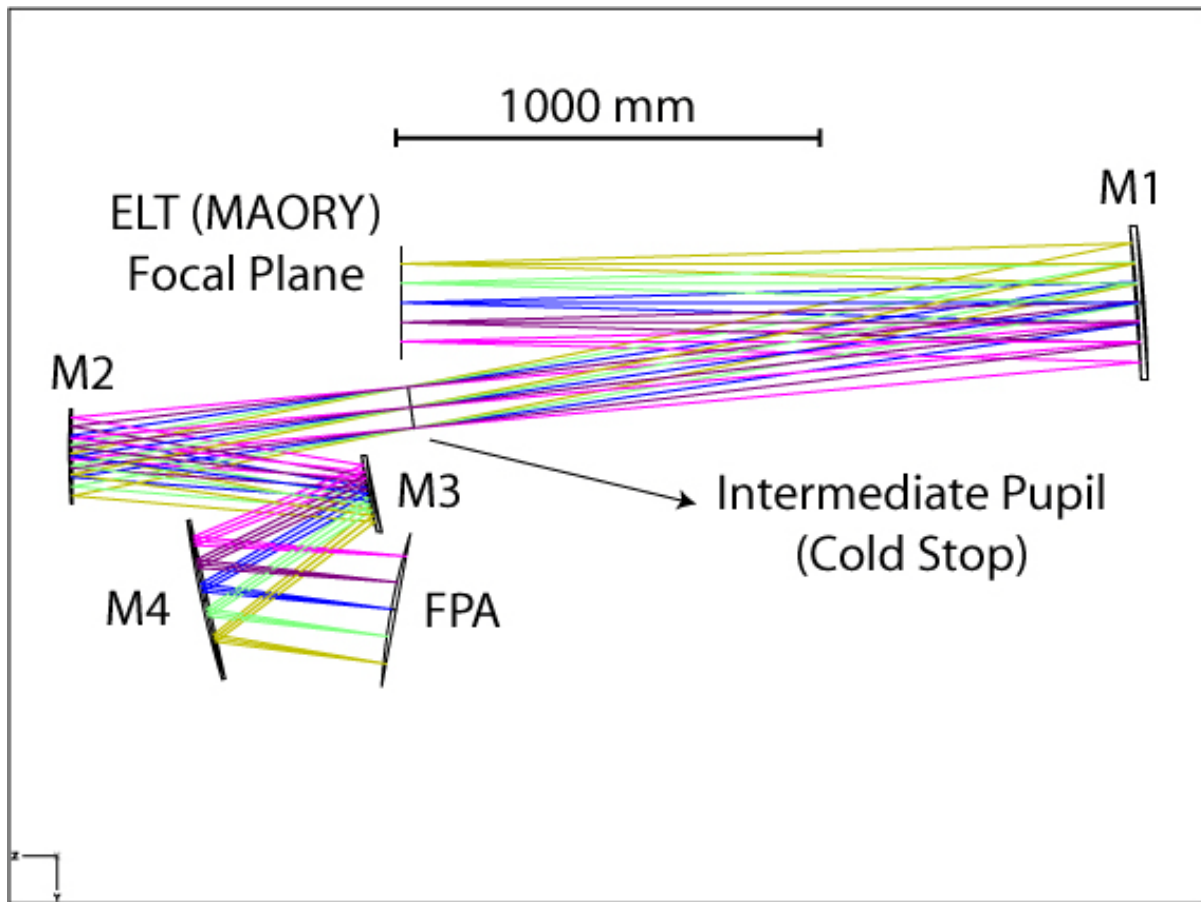 1000 mm
M1
ELT (MAORY)
Focal Plane
M2
M3
Intermediate Pupil
(Cold Stop)
M4
FPA
Z
Y